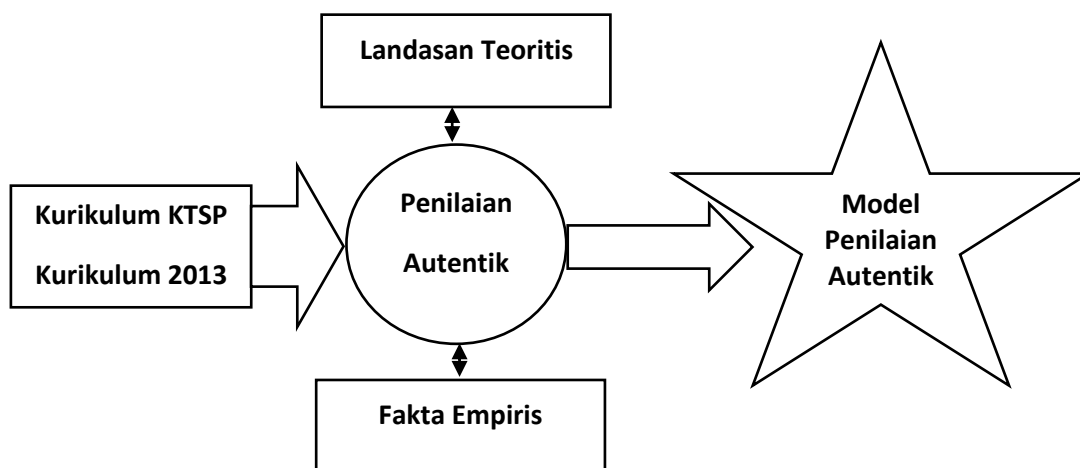 Landasan Teoritis
Kurikulum KTSP
Kurikulum 2013
Penilaian
Autentik
Model
Penilaian
Autentik
Fakta Empiris